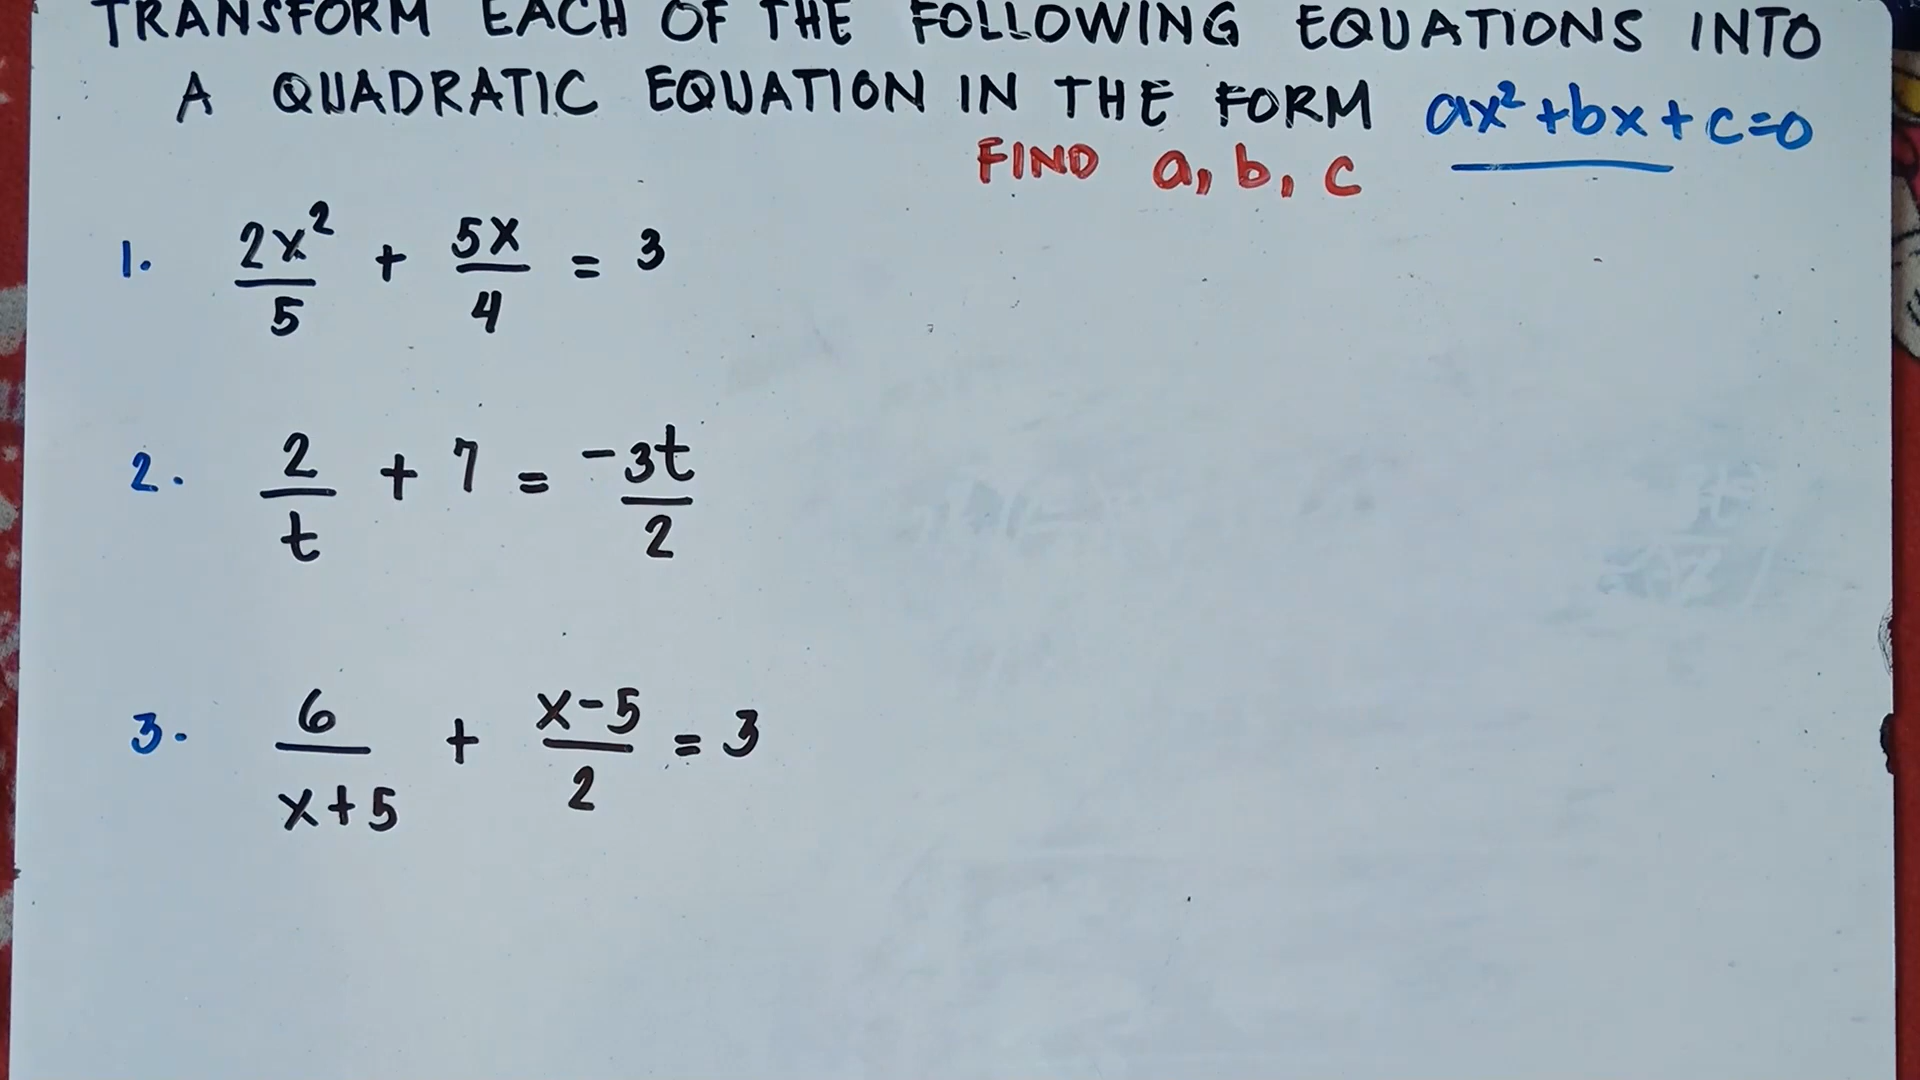 TRANSFORM EACH OF THE FOLLOWING EQUATIONS INTO
A QUADRATIC EQUATION IN THE FORM ax²+bx+c=0
FIND a, b, c
1. 2x²/5 + 5x/4 = 3
2. 2/t + 7 = -3t/2
3. 6/x+5 + x-5/2 = 3